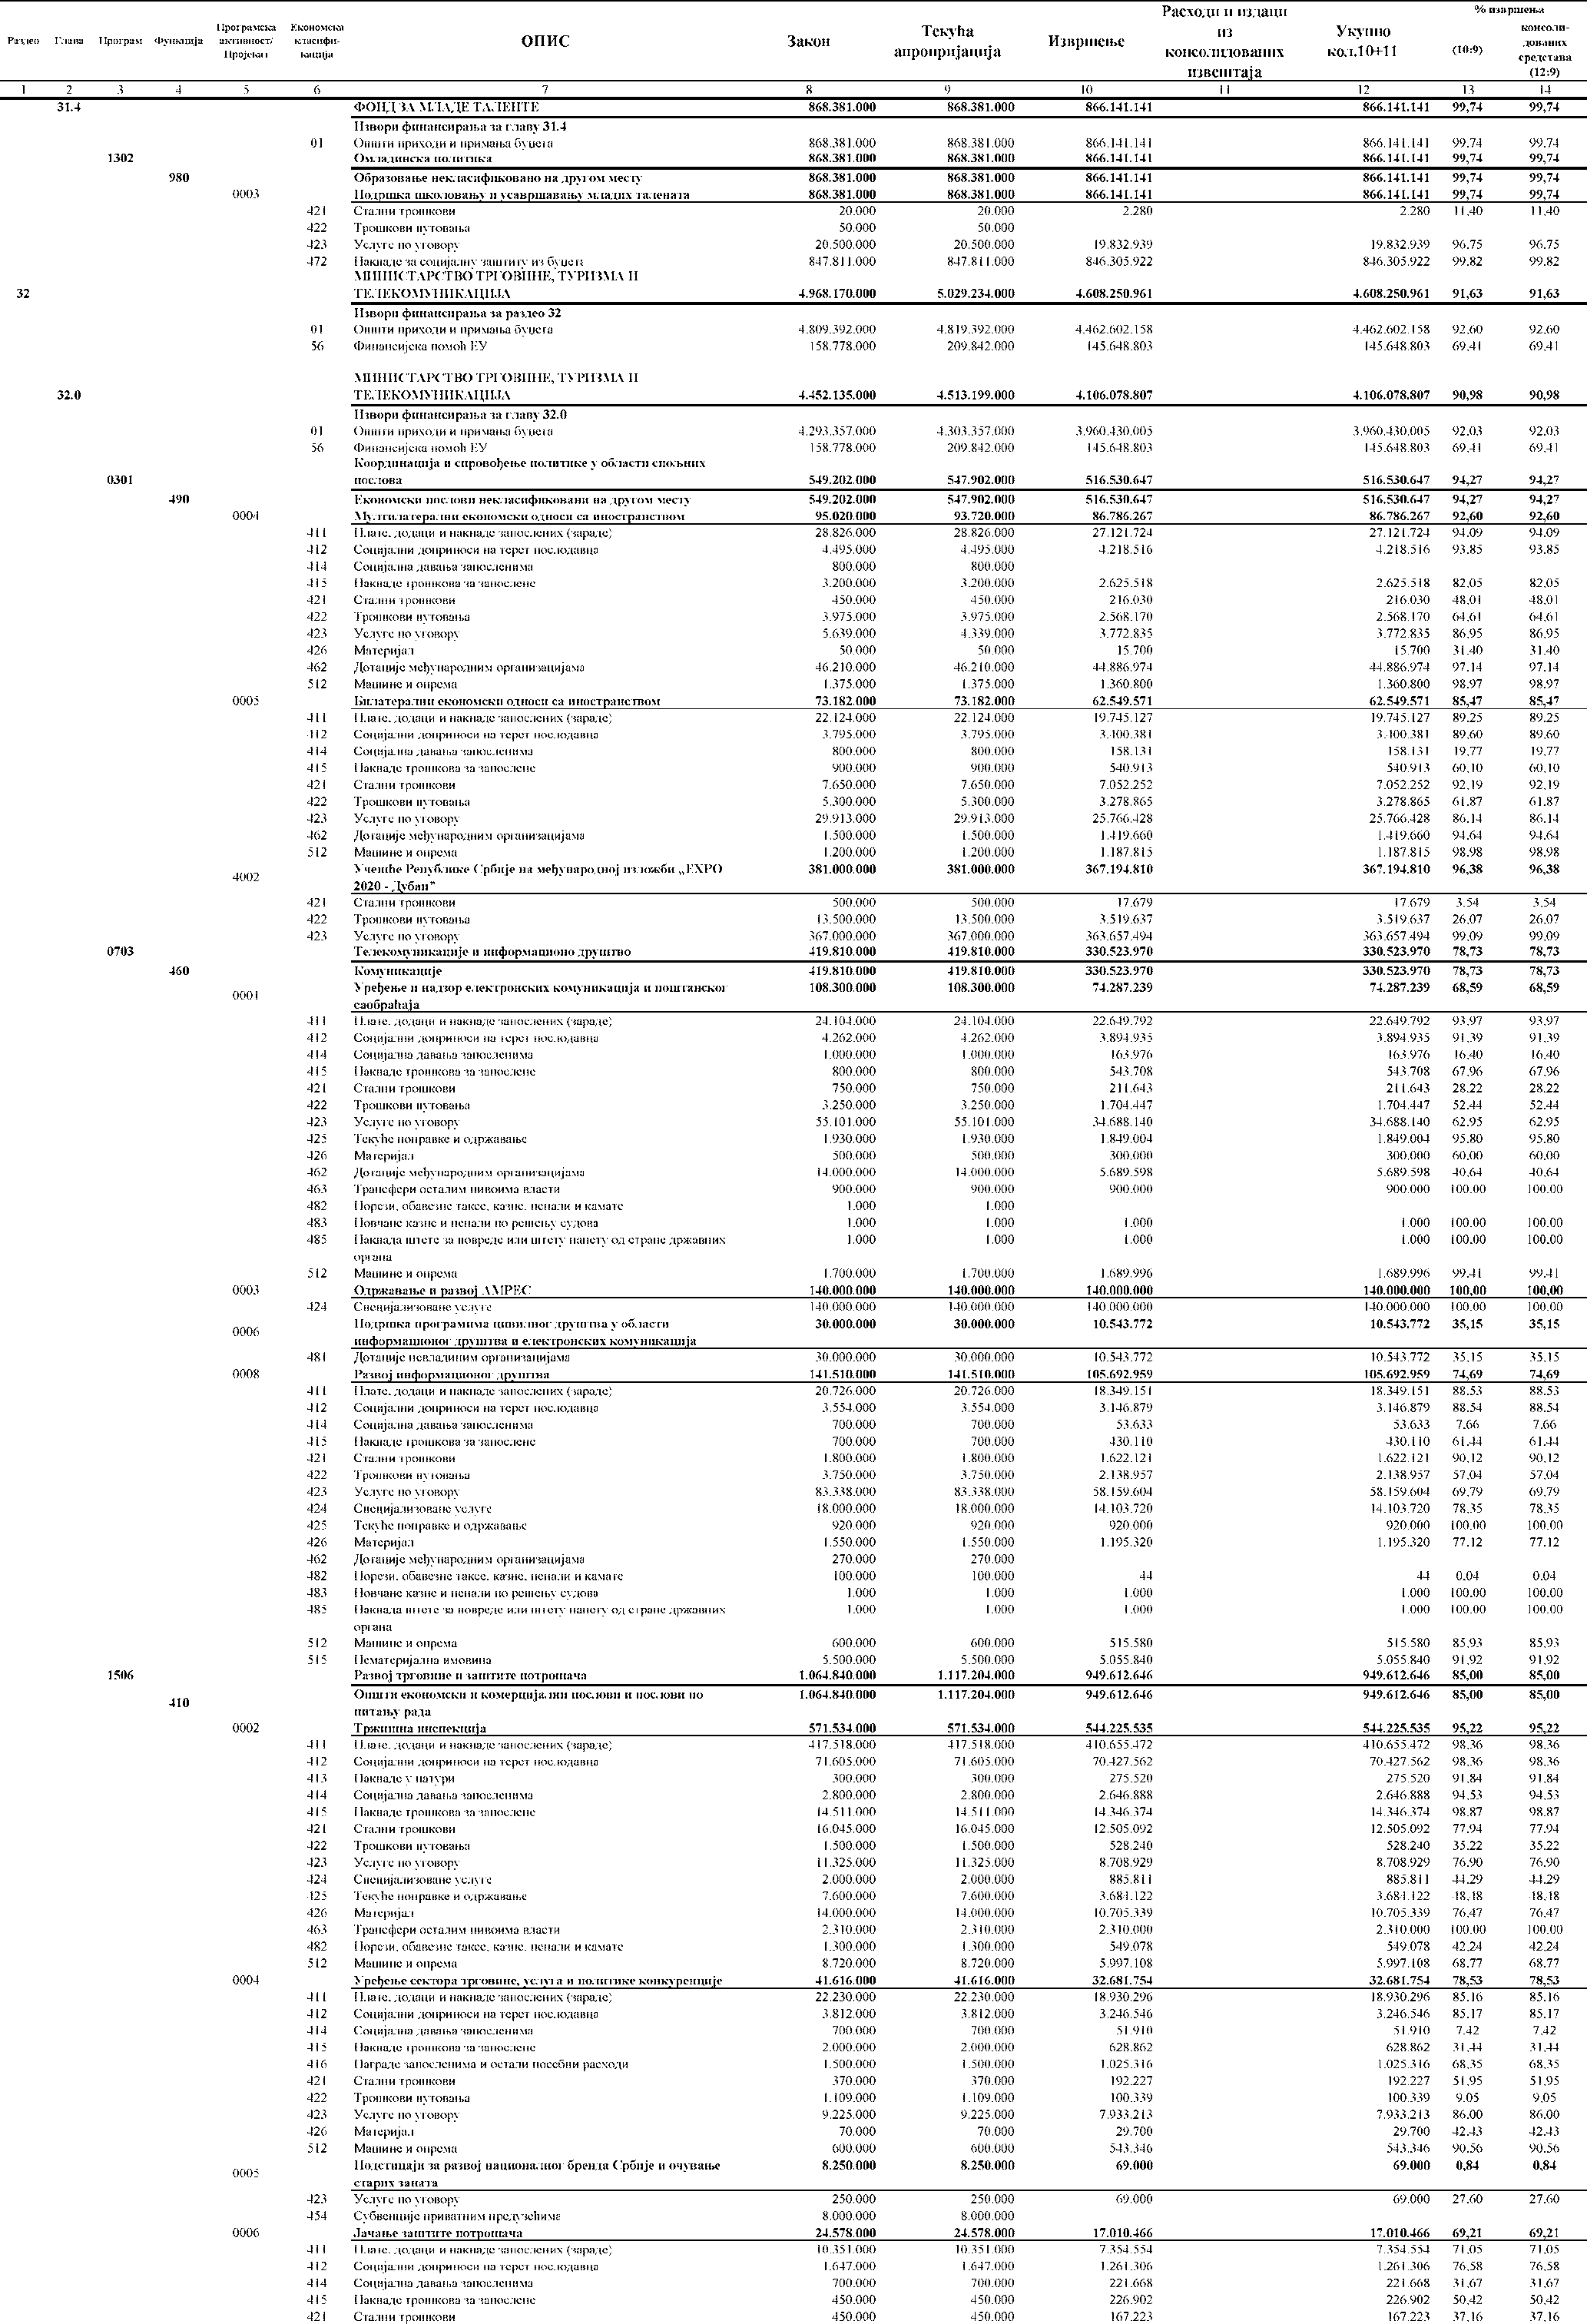 Раздео Глава Програм Функција Програмска активност/ Пројекат Економска класифи- кација ОПИС Закон Текућа апропријација Извршење Расходи и издаци из консолидованих извештаја Укупно кол.10+11 % извршења (10:9) консоли- дованих средстава (12:9)
1 2 3 4 5 6 7 8 9 10 11 12 13 14
31.4 ФОНД ЗА МЛАДЕ ТАЛЕНТЕ 868.381.000 868.381.000 866.141.141 866.141.141 99,74 99,74
Извори финансирања за главу 31.4
01 Општи приходи и примања буџета 868.381.000 868.381.000 866.141.141 866.141.141 99,74 99,74
1302 Омладинска политика 868.381.000 868.381.000 866.141.141 866.141.141 99,74 99,74
980 Образовање некласификовано на другом месту 868.381.000 868.381.000 866.141.141 866.141.141 99,74 99,74
0003 Подршка школовању и усавршавању младих талената 868.381.000 868.381.000 866.141.141 866.141.141 99,74 99,74
421 Стални трошкови 20.000 20.000 2.280 2.280 11,40 11,40
422 Трошкови путовања 50.000 50.000
423 Услуге по уговору 20.500.000 20.500.000 19.832.939 19.832.939 96,75 96,75
472 Накнаде за социјалну заштиту из буџета 847.811.000 847.811.000 846.305.922 846.305.922 99,82 99,82
МИНИСТАРСТВО ТРГОВИНЕ, ТУРИЗМА И
32 ТЕЛЕКОМУНИКАЦИЈА 4.968.170.000 5.029.234.000 4.608.250.961 4.608.250.961 91,63 91,63
Извори финансирања за раздео 32
01 Општи приходи и примања буџета 4.809.392.000 4.819.392.000 4.462.602.158 4.462.602.158 92,60 92,60
56 Финансијска помоћ ЕУ 158.778.000 209.842.000 145.648.803 145.648.803 69,41 69,41
МИНИСТАРСТВО ТРГОВИНЕ, ТУРИЗМА И
32.0 ТЕЛЕКОМУНИКАЦИЈА 4.452.135.000 4.513.199.000 4.106.078.807 4.106.078.807 90,98 90,98
Извори финансирања за главу 32.0
01 Општи приходи и примања буџета 4.293.357.000 4.303.357.000 3.960.430.005 3.960.430.005 92,03 92,03
56 Финансијска помоћ ЕУ 158.778.000 209.842.000 145.648.803 145.648.803 69,41 69,41
Координација и спровођење политике у области спољних
0301 послова 549.202.000 547.902.000 516.530.647 516.530.647 94,27 94,27
490 Економски послови некласификовани на другом месту 549.202.000 547.902.000 516.530.647 516.530.647 94,27 94,27
0004 Мултилатерални економски односи са иностранством 95.020.000 93.720.000 86.786.267 86.786.267 92,60 92,60
411 Плате, додаци и накнаде запослених (зараде) 28.826.000 28.826.000 27.121.724 27.121.724 94,09 94,09
412 Социјални доприноси на терет послодавца 4.495.000 4.495.000 4.218.516 4.218.516 93,85 93,85
414 Социјална давања запосленима 800.000 800.000
415 Накнаде трошкова за запослене 3.200.000 3.200.000 2.625.518 2.625.518 82,05 82,05
421 Стални трошкови 450.000 450.000 216.030 216.030 48,01 48,01
422 Трошкови путовања 3.975.000 3.975.000 2.568.170 2.568.170 64,61 64,61
423 Услуге по уговору 5.639.000 4.339.000 3.772.835 3.772.835 86,95 86,95
426 Материјал 50.000 50.000 15.700 15.700 31,40 31,40
462 Дотације међународним организацијама 46.210.000 46.210.000 44.886.974 44.886.974 97,14 97,14
512 Машине и опрема 1.375.000 1.375.000 1.360.800 1.360.800 98,97 98,97
0005 Билатерални економски односи са иностранством 73.182.000 73.182.000 62.549.571 62.549.571 85,47 85,47
411 Плате, додаци и накнаде запослених (зараде) 22.124.000 22.124.000 19.745.127 19.745.127 89,25 89,25
412 Социјални доприноси на терет послодавца 3.795.000 3.795.000 3.400.381 3.400.381 89,60 89,60
414 Социјална давања запосленима 800.000 800.000 158.131 158.131 19,77 19,77
415 Накнаде трошкова за запослене 900.000 900.000 540.913 540.913 60,10 60,10
421 Стални трошкови 7.650.000 7.650.000 7.052.252 7.052.252 92,19 92,19
422 Трошкови путовања 5.300.000 5.300.000 3.278.865 3.278.865 61,87 61,87
423 Услуге по уговору 29.913.000 29.913.000 25.766.428 25.766.428 86,14 86,14
462 Дотације међународним организацијама 1.500.000 1.500.000 1.419.660 1.419.660 94,64 94,64
512 Машине и опрема 1.200.000 1.200.000 1.187.815 1.187.815 98,98 98,98
4002 Учешће Републике Србије на међународној изложби „EXPO 381.000.000 381.000.000 367.194.810 367.194.810 96,38 96,38
2020 - Дубаи”
421 Стални трошкови 500.000 500.000 17.679 17.679 3,54 3,54
422 Трошкови путовања 13.500.000 13.500.000 3.519.637 3.519.637 26,07 26,07
423 Услуге по уговору 367.000.000 367.000.000 363.657.494 363.657.494 99,09 99,09
0703 Телекомуникације и информационо друштво 419.810.000 419.810.000 330.523.970 330.523.970 78,73 78,73
460 Комуникације 419.810.000 419.810.000 330.523.970 330.523.970 78,73 78,73
0001 Уређење и надзор електронских комуникација и поштанског 108.300.000 108.300.000 74.287.239 74.287.239 68,59 68,59
саобраћаја
411 Плате, додаци и накнаде запослених (зараде) 24.104.000 24.104.000 22.649.792 22.649.792 93,97 93,97
412 Социјални доприноси на терет послодавца 4.262.000 4.262.000 3.894.935 3.894.935 91,39 91,39
414 Социјална давања запосленима 1.000.000 1.000.000 163.976 163.976 16,40 16,40
415 Накнаде трошкова за запослене 800.000 800.000 543.708 543.708 67,96 67,96
421 Стални трошкови 750.000 750.000 211.643 211.643 28,22 28,22
422 Трошкови путовања 3.250.000 3.250.000 1.704.447 1.704.447 52,44 52,44
423 Услуге по уговору 55.101.000 55.101.000 34.688.140 34.688.140 62,95 62,95
425 Текуће поправке и одржавање 1.930.000 1.930.000 1.849.004 1.849.004 95,80 95,80
426 Материјал 500.000 500.000 300.000 300.000 60,00 60,00
462 Дотације међународним организацијама 14.000.000 14.000.000 5.689.598 5.689.598 40,64 40,64
463 Трансфери осталим нивоима власти 900.000 900.000 900.000 900.000 100,00 100,00
482 Порези, обавезне таксе, казне, пенали и камате 1.000 1.000
483 Новчане казне и пенали по решењу судова 1.000 1.000 1.000 1.000 100,00 100,00
485 Накнада штете за повреде или штету нанету од стране државних 1.000 1.000 1.000 1.000 100,00 100,00
органа
512 Машине и опрема 1.700.000 1.700.000 1.689.996 1.689.996 99,41 99,41
0003 Одржавање и развој АМРЕС 140.000.000 140.000.000 140.000.000 140.000.000 100,00 100,00
424 Специјализоване услуге 140.000.000 140.000.000 140.000.000 140.000.000 100,00 100,00
0006 Подршка програмима цивилног друштва у области 30.000.000 30.000.000 10.543.772 10.543.772 35,15 35,15
информационог друштва и електронских комуникација
481 Дотације невладиним организацијама 30.000.000 30.000.000 10.543.772 10.543.772 35,15 35,15
0008 Развој информационог друштва 141.510.000 141.510.000 105.692.959 105.692.959 74,69 74,69
411 Плате, додаци и накнаде запослених (зараде) 20.726.000 20.726.000 18.349.151 18.349.151 88,53 88,53
412 Социјални доприноси на терет послодавца 3.554.000 3.554.000 3.146.879 3.146.879 88,54 88,54
414 Социјална давања запосленима 700.000 700.000 53.633 53.633 7,66 7,66
415 Накнаде трошкова за запослене 700.000 700.000 430.110 430.110 61,44 61,44
421 Стални трошкови 1.800.000 1.800.000 1.622.121 1.622.121 90,12 90,12
422 Трошкови путовања 3.750.000 3.750.000 2.138.957 2.138.957 57,04 57,04
423 Услуге по уговору 83.338.000 83.338.000 58.159.604 58.159.604 69,79 69,79
424 Специјализоване услуге 18.000.000 18.000.000 14.103.720 14.103.720 78,35 78,35
425 Текуће поправке и одржавање 920.000 920.000 920.000 920.000 100,00 100,00
426 Материјал 1.550.000 1.550.000 1.195.320 1.195.320 77,12 77,12
462 Дотације међународним организацијама 270.000 270.000
482 Порези, обавезне таксе, казне, пенали и камате 100.000 100.000 44 44 0,04 0,04
483 Новчане казне и пенали по решењу судова 1.000 1.000 1.000 1.000 100,00 100,00
485 Накнада штете за повреде или штету нанету од стране државних 1.000 1.000 1.000 1.000 100,00 100,00
органа
512 Машине и опрема 600.000 600.000 515.580 515.580 85,93 85,93
515 Нематеријална имовина 5.500.000 5.500.000 5.055.840 5.055.840 91,92 91,92
1506 Развој трговине и заштите потрошача 1.064.840.000 1.117.204.000 949.612.646 949.612.646 85,00 85,00
410 Општи економски и комерцијални послови и послови по 1.064.840.000 1.117.204.000 949.612.646 949.612.646 85,00 85,00
питању рада
0002 Тржишна инспекција 571.534.000 571.534.000 544.225.535 544.225.535 95,22 95,22
411 Плате, додаци и накнаде запослених (зараде) 417.518.000 417.518.000 410.655.472 410.655.472 98,36 98,36
412 Социјални доприноси на терет послодавца 71.605.000 71.605.000 70.427.562 70.427.562 98,36 98,36
413 Накнаде у натури 300.000 300.000 275.520 275.520 91,84 91,84
414 Социјална давања запосленима 2.800.000 2.800.000 2.646.888 2.646.888 94,53 94,53
415 Накнаде трошкова за запослене 14.511.000 14.511.000 14.346.374 14.346.374 98,87 98,87
421 Стални трошкови 16.045.000 16.045.000 12.505.092 12.505.092 77,94 77,94
422 Трошкови путовања 1.500.000 1.500.000 528.240 528.240 35,22 35,22
423 Услуге по уговору 11.325.000 11.325.000 8.708.929 8.708.929 76,90 76,90
424 Специјализоване услуге 2.000.000 2.000.000 885.811 885.811 44,29 44,29
425 Текуће поправке и одржавање 7.600.000 7.600.000 3.684.122 3.684.122 48,48 48,48
426 Материјал 14.000.000 14.000.000 10.705.339 10.705.339 76,47 76,47
463 Трансфери осталим нивоима власти 2.310.000 2.310.000 2.310.000 2.310.000 100,00 100,00
482 Порези, обавезне таксе, казне, пенали и камате 1.300.000 1.300.000 549.078 549.078 42,24 42,24
512 Машине и опрема 8.720.000 8.720.000 5.997.108 5.997.108 68,77 68,77
0004 Уређење сектора трговине, услуга и политике конкуренције 41.616.000 41.616.000 32.681.754 32.681.754 78,53 78,53
411 Плате, додаци и накнаде запослених (зараде) 22.230.000 22.230.000 18.930.296 18.930.296 85,16 85,16
412 Социјални доприноси на терет послодавца 3.812.000 3.812.000 3.246.546 3.246.546 85,17 85,17
414 Социјална давања запосленима 700.000 700.000 51.910 51.910 7,42 7,42
415 Накнаде трошкова за запослене 2.000.000 2.000.000 628.862 628.862 31,44 31,44
416 Награде запосленима и остали посебни расходи 1.500.000 1.500.000 1.025.316 1.025.316 68,35 68,35
421 Стални трошкови 370.000 370.000 192.227 192.227 51,95 51,95
422 Трошкови путовања 1.109.000 1.109.000 100.339 100.339 9,05 9,05
423 Услуге по уговору 9.225.000 9.225.000 7.933.213 7.933.213 86,00 86,00
426 Материјал 70.000 70.000 29.700 29.700 42,43 42,43
512 Машине и опрема 600.000 600.000 543.346 543.346 90,56 90,56
0005 Подстицаји за развој националног бренда Србије и очување 8.250.000 8.250.000 69.000 69.000 0,84 0,84
старих заната
423 Услуге по уговору 250.000 250.000 69.000 69.000 27,60 27,60
454 Субвенције приватним предузећима 8.000.000 8.000.000
0006 Јачање заштите потрошача 24.578.000 24.578.000 17.010.466 17.010.466 69,21 69,21
411 Плате, додаци и накнаде запослених (зараде) 10.351.000 10.351.000 7.354.554 7.354.554 71,05 71,05
412 Социјални доприноси на терет послодавца 1.647.000 1.647.000 1.261.306 1.261.306 76,58 76,58
414 Социјална давања запосленима 700.000 700.000 221.668 221.668 31,67 31,67
415 Накнаде трошкова за запослене 450.000 450.000 226.902 226.902 50,42 50,42
421 Стални трошкови 450.000 450.000 167.223 167.223 37,16 37,16